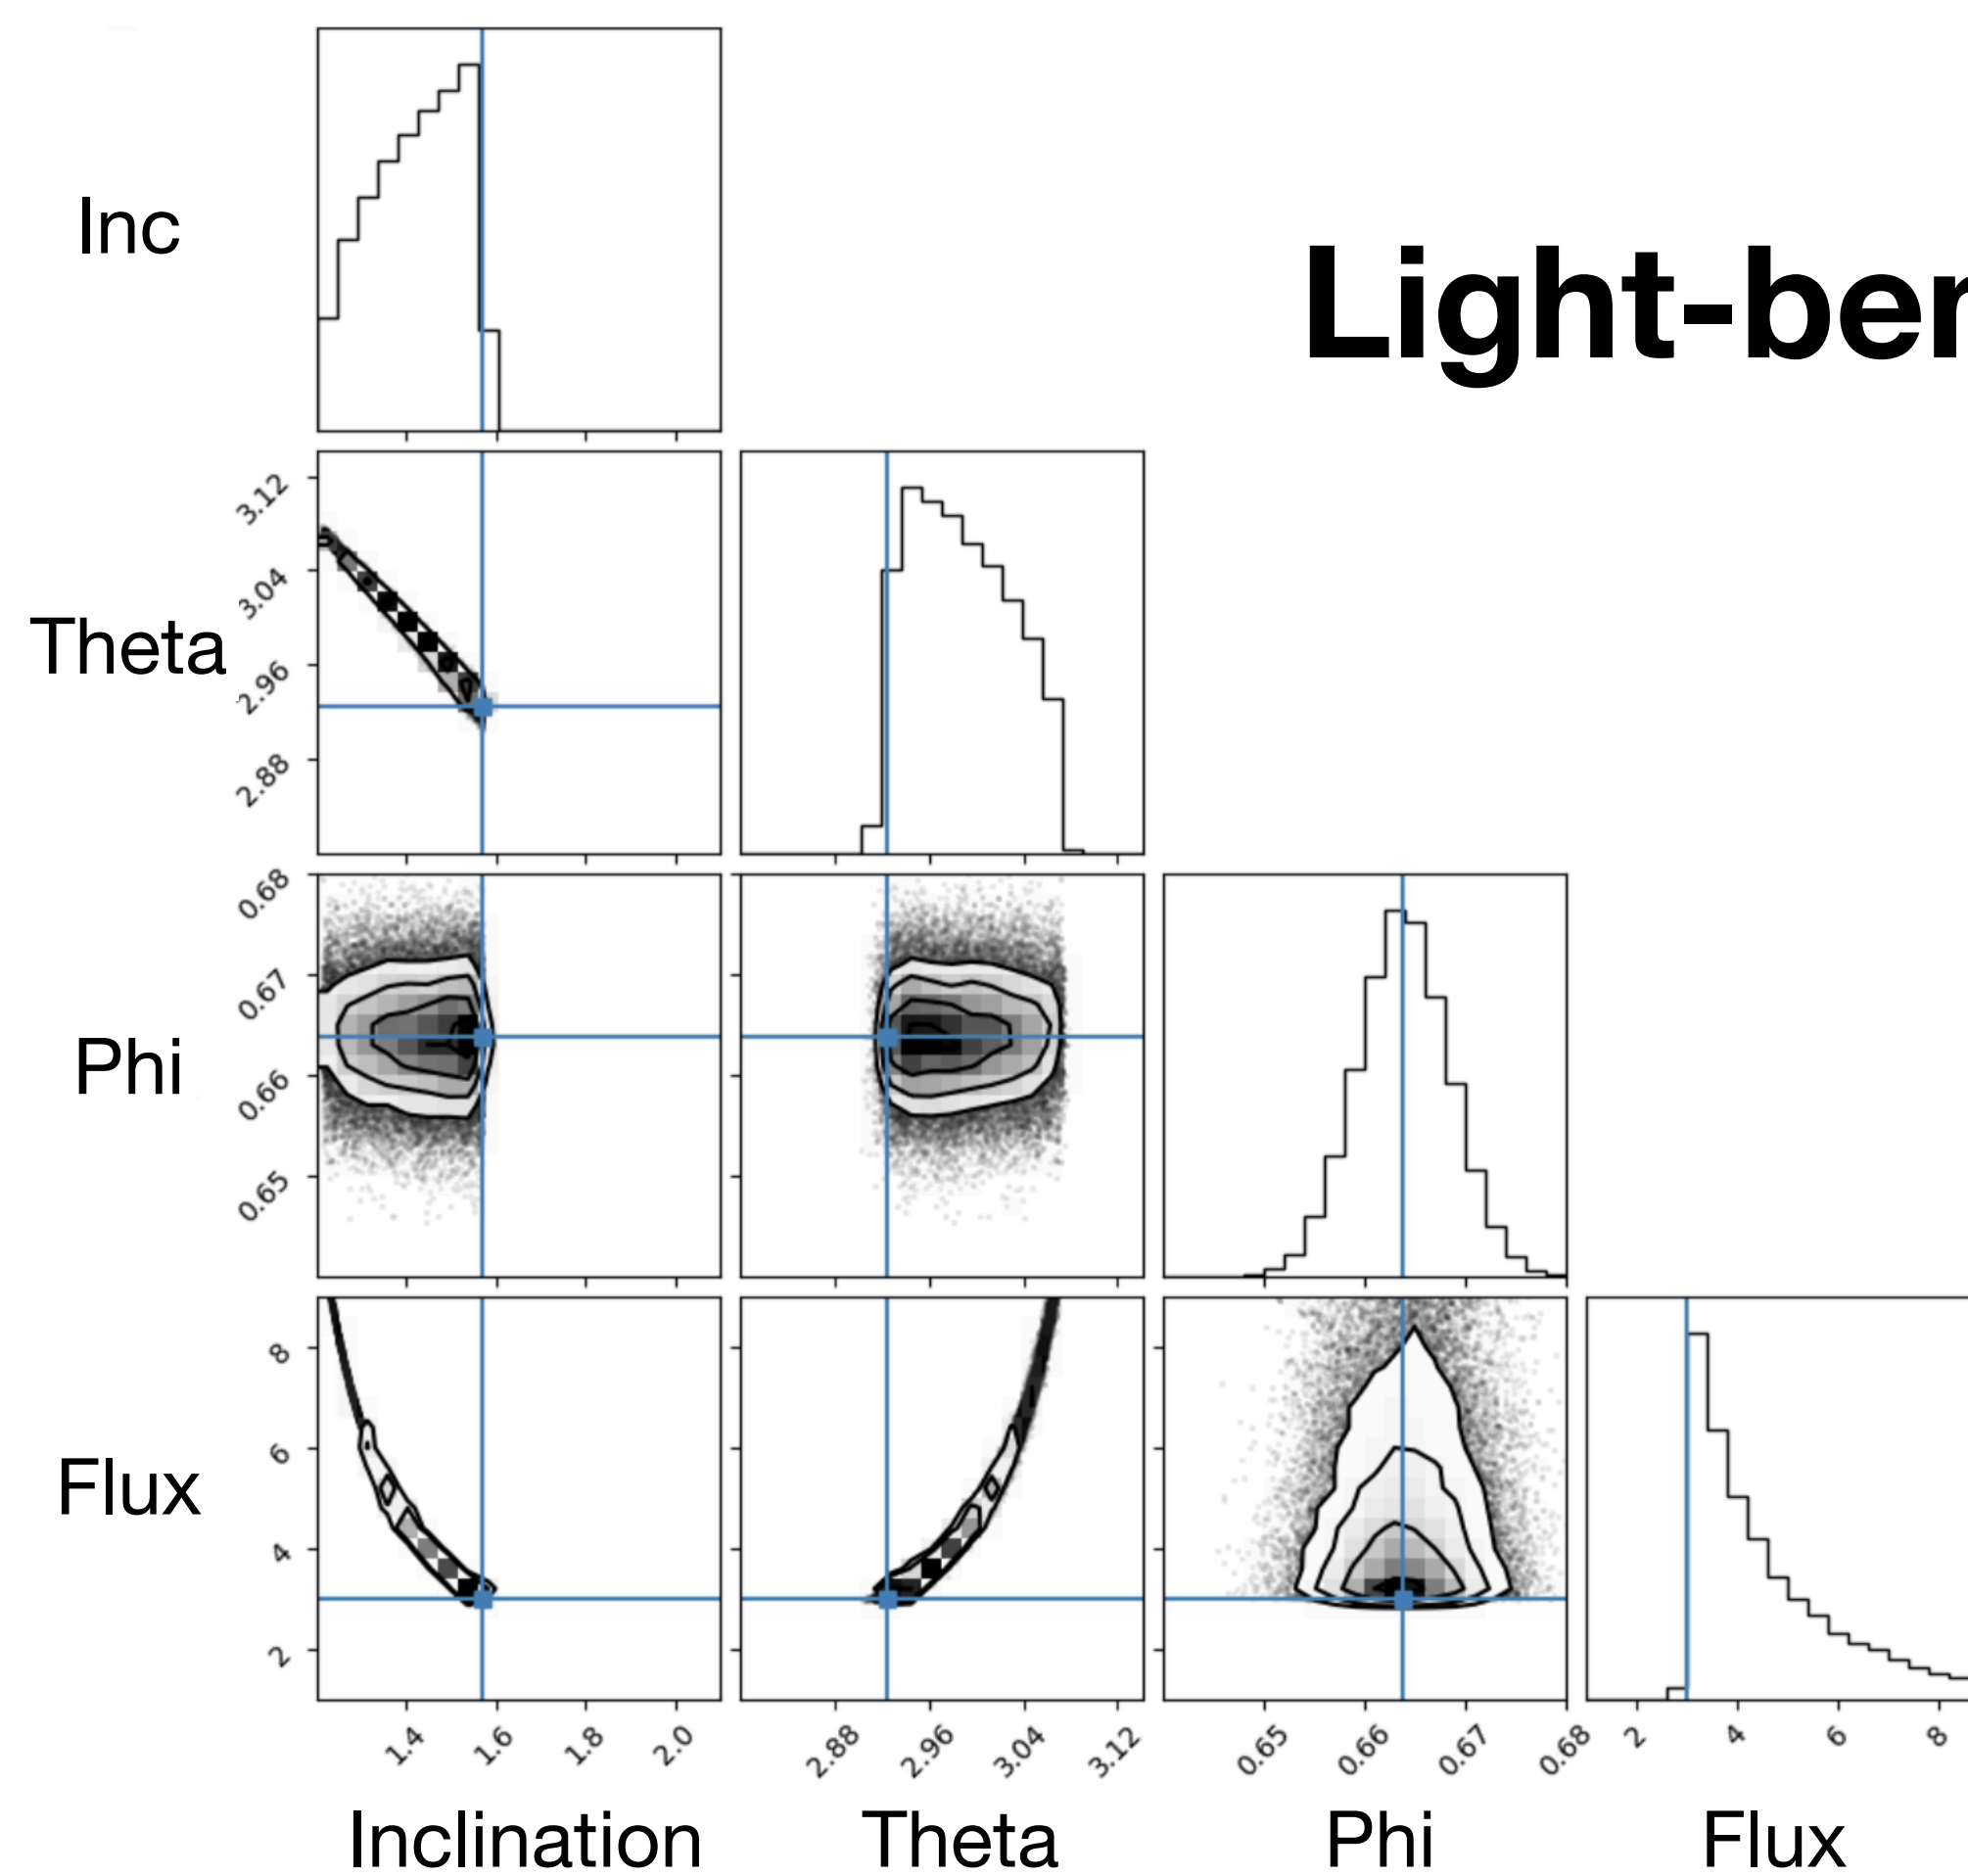 Inc
Light-ber
3.12
3.04
2.96
2.88
Theta
0.68
0.67
0.66
0.65
Phi
8
6
4
2
Flux
1.4 1.6 1.8 2.0 2.88 2.96 3.04 3.12 0.65 0.66 0.67 0.68 2 4 6 8
Inclination Theta Phi Flux